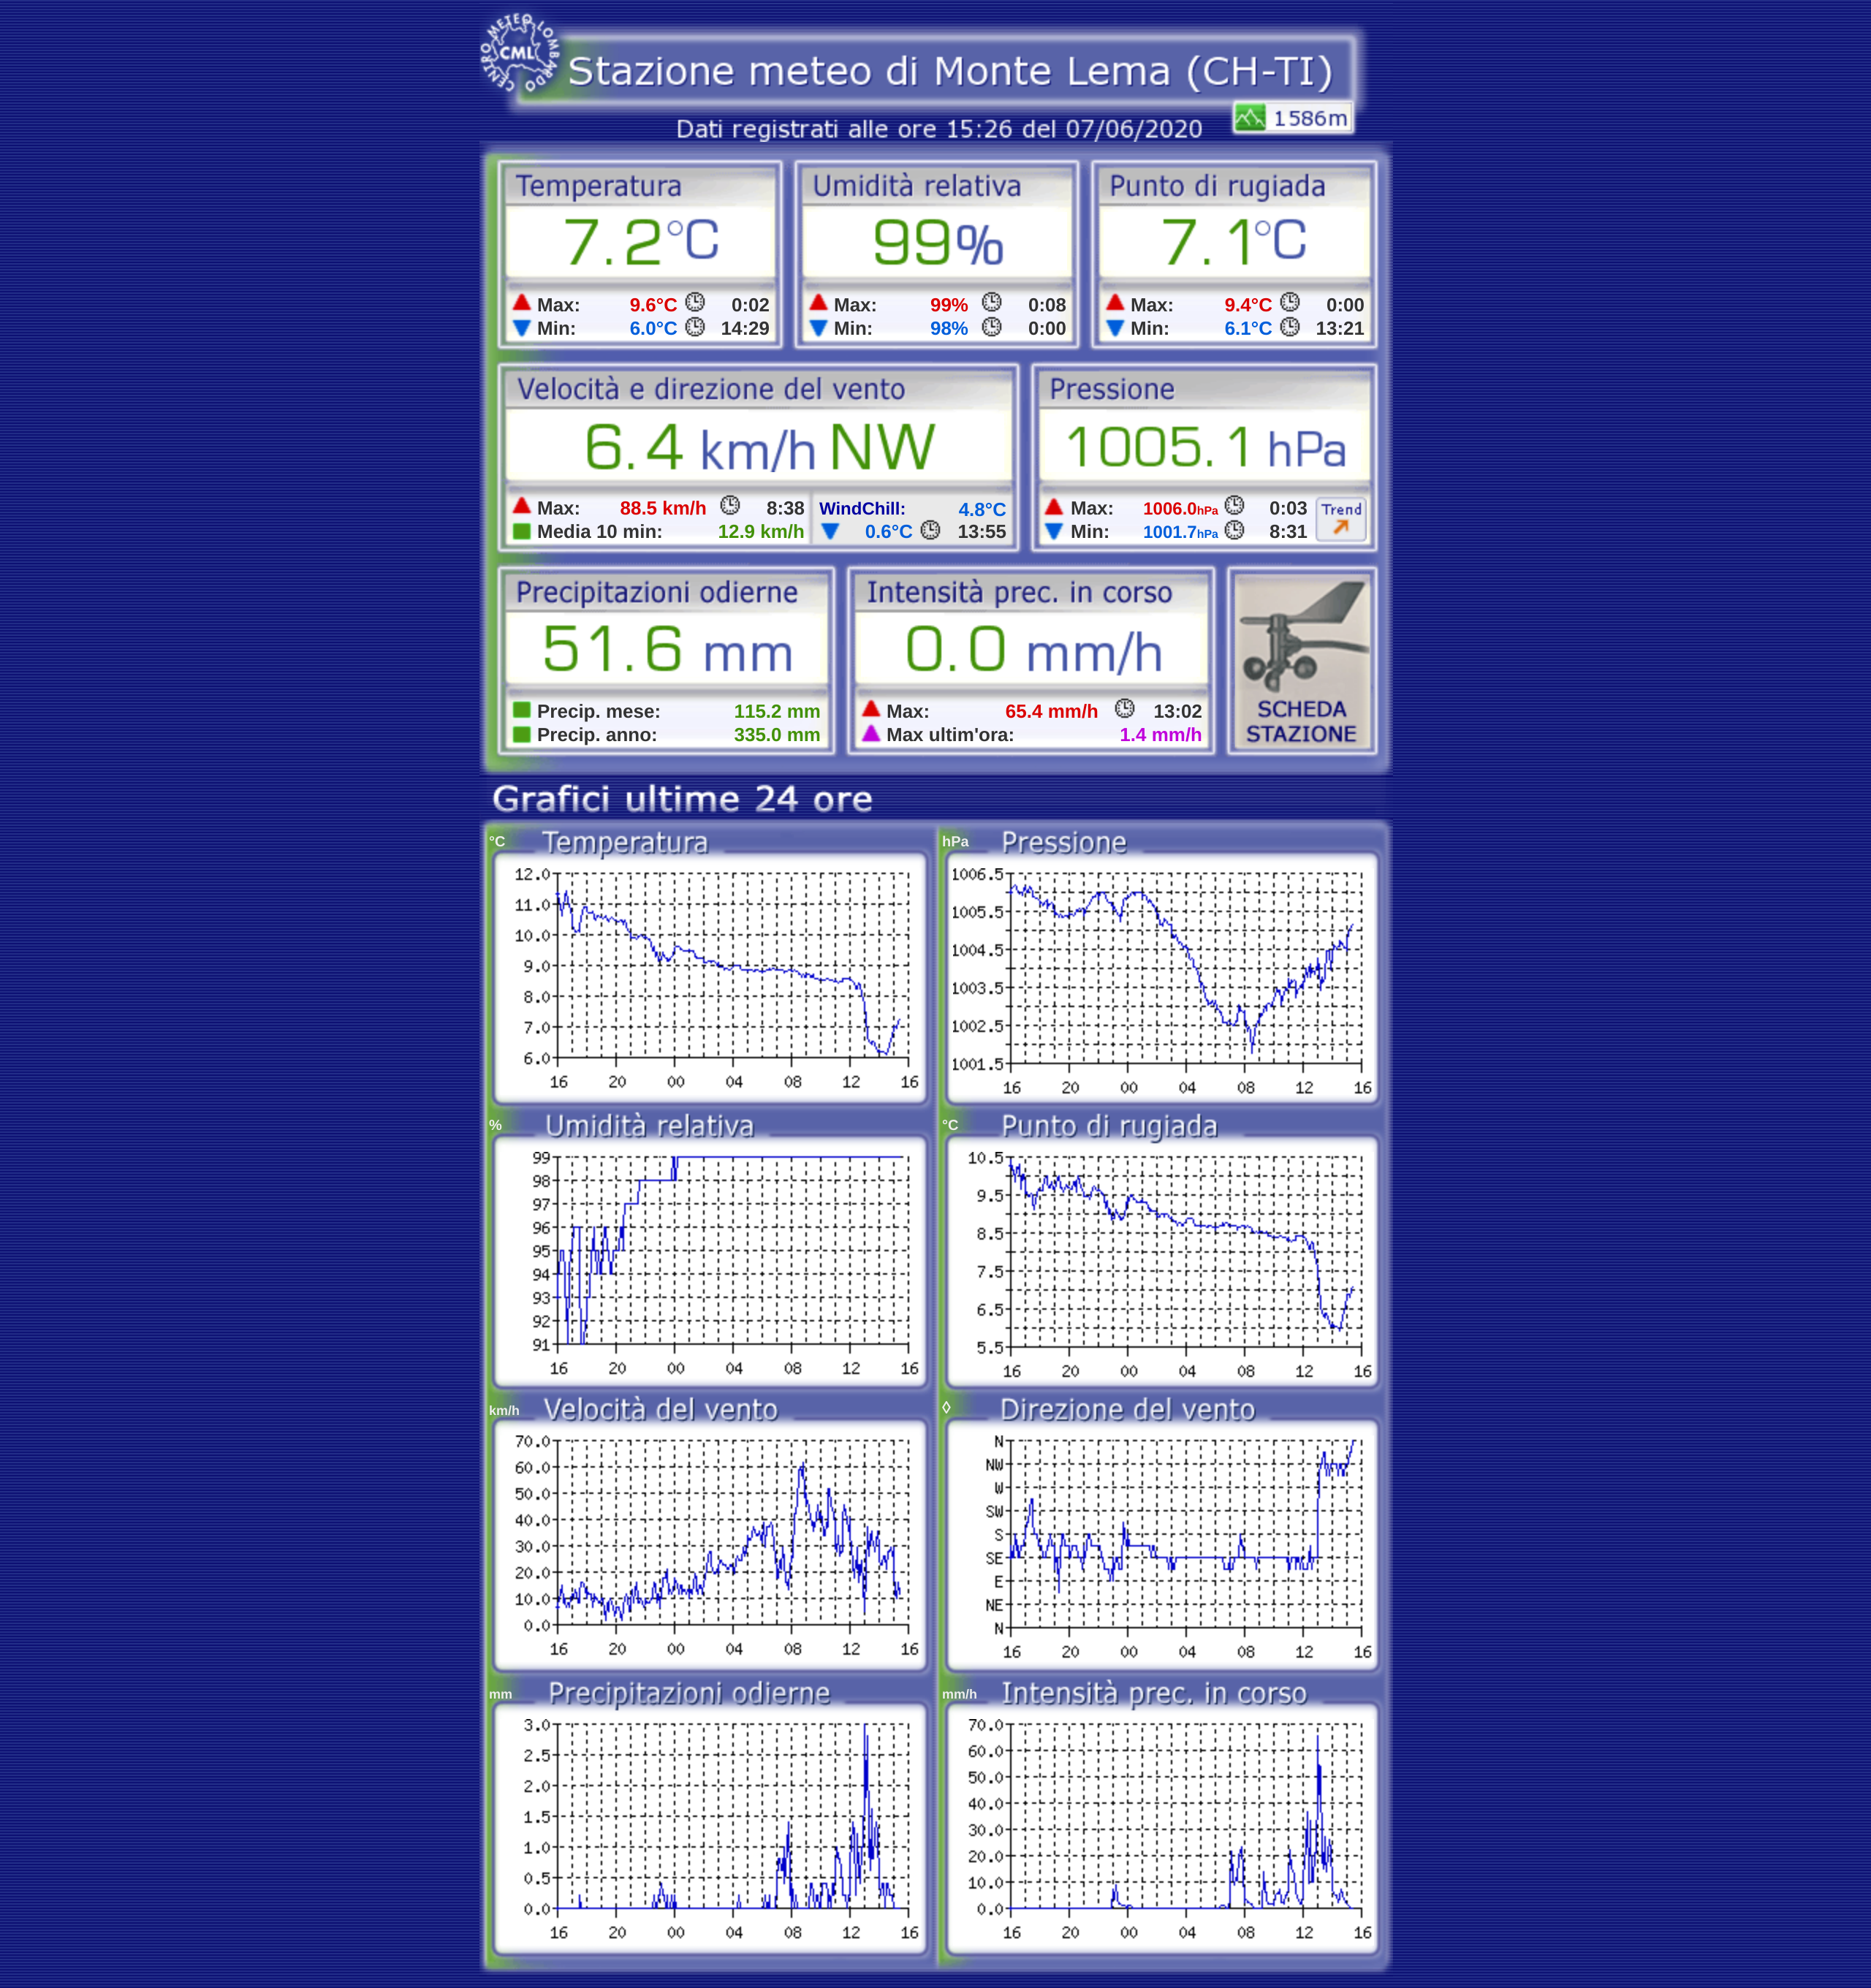 CENTRO METEO LOMBARDO
CML
Stazione meteo di Monte Lema (CH-TI)
1586m
Dati registrati alle ore 15:26 del 07/06/2020
Temperatura
7.2°C
Max: 9.6°C 0:02
Min: 6.0°C 14:29
Umidità relativa
99%
Max: 99% 0:08
Min: 98% 0:00
Punto di rugiada
7.1°C
Max: 9.4°C 0:00
Min: 6.1°C 13:21
Velocità e direzione del vento
6.4 km/h NW
Max: 88.5 km/h 8:38
Media 10 min: 12.9 km/h
WindChill: 4.8°C
0.6°C 13:55
Pressione
1005.1 hPa
Max: 1006.0hPa 0:03
Min: 1001.7hPa 8:31
Trend
Precipitazioni odierne
51.6 mm
Precip. mese: 115.2 mm
Precip. anno: 335.0 mm
Intensità prec. in corso
0.0 mm/h
Max: 65.4 mm/h 13:02
Max ultim'ora: 1.4 mm/h
SCHEDA
STAZIONE
Grafici ultime 24 ore
°C Temperatura
12.0
11.0
10.0
9.0
8.0
7.0
6.0
16 20 00 04 08 12 16
hPa Pressione
1006.5
1005.5
1004.5
1003.5
1002.5
1001.5
16 20 00 04 08 12 16
% Umidità relativa
99
98
97
96
95
94
93
92
91
16 20 00 04 08 12 16
°C Punto di rugiada
10.5
9.5
8.5
7.5
6.5
5.5
16 20 00 04 08 12 16
km/h Velocità del vento
70.0
60.0
50.0
40.0
30.0
20.0
10.0
0.0
16 20 00 04 08 12 16
◊ Direzione del vento
N
NW
W
SW
S
SE
E
NE
N
16 20 00 04 08 12 16
mm Precipitazioni odierne
3.0
2.5
2.0
1.5
1.0
0.5
0.0
16 20 00 04 08 12 16
mm/h Intensità prec. in corso
70.0
60.0
50.0
40.0
30.0
20.0
10.0
0.0
16 20 00 04 08 12 16